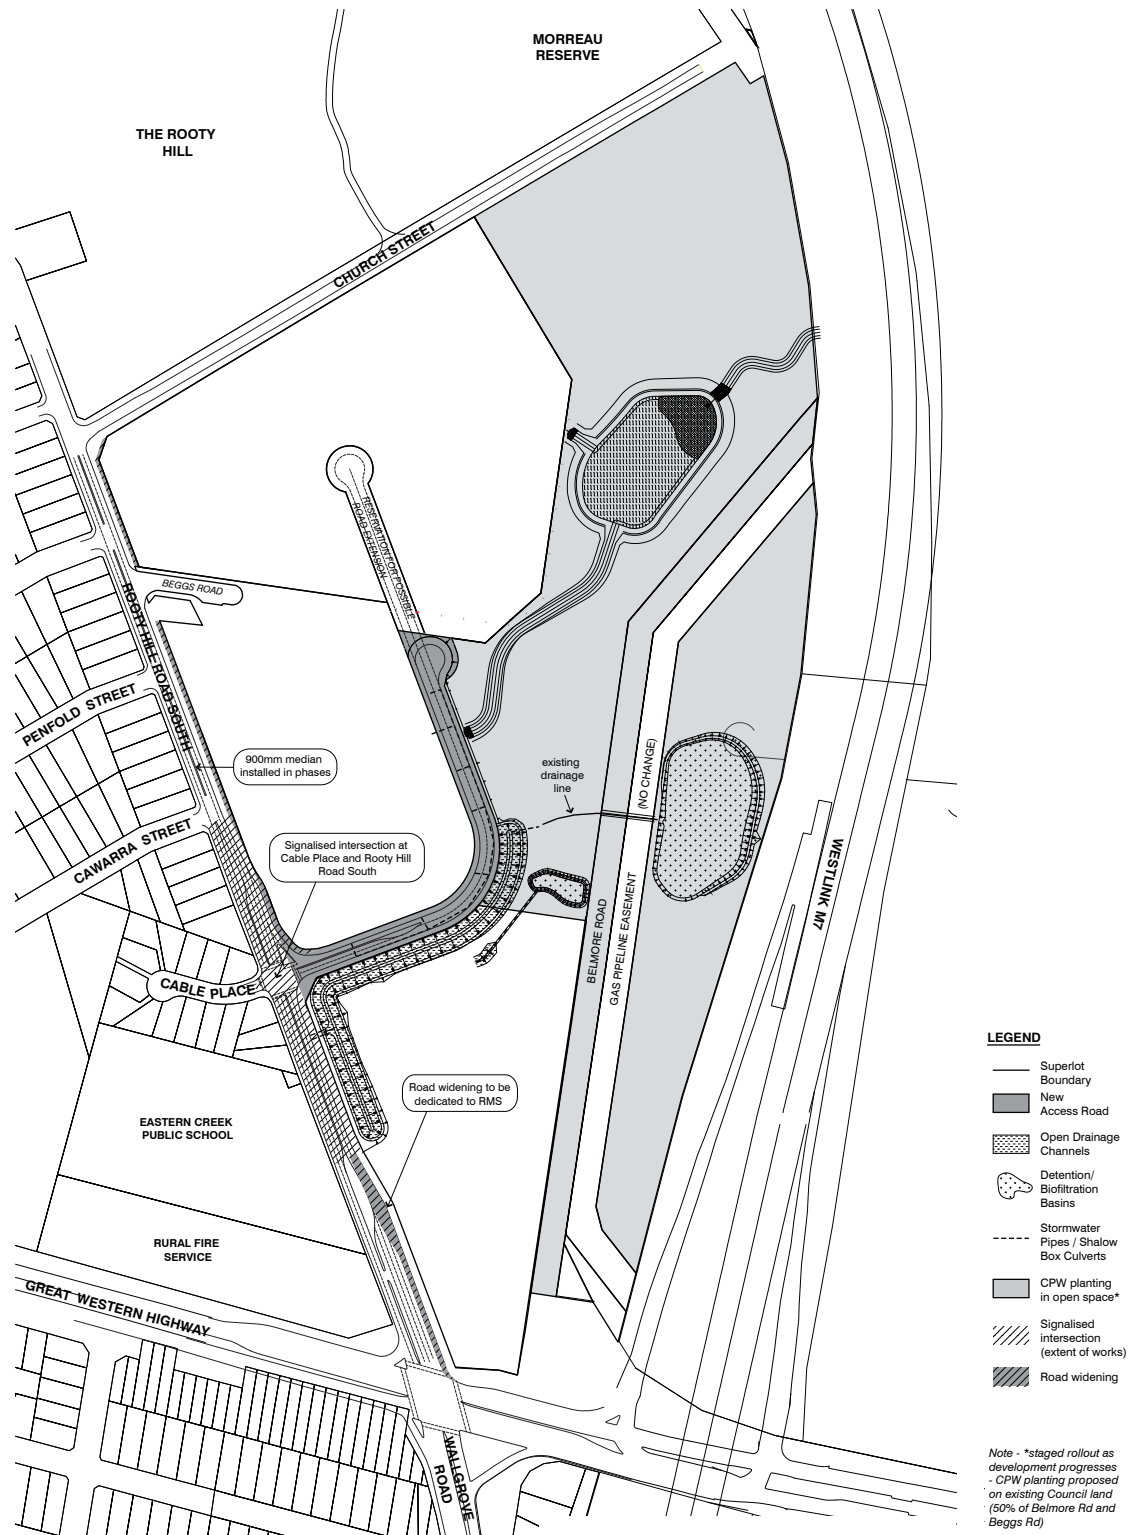 MORREAU
RESERVE
THE ROOTY
HILL
CHURCH STREET
RESERVATION FOR POSSIBLE
ROAD EXTENSION
BEGGS ROAD
ROOTY HILL ROAD SOUTH
PENFOLD STREET
900mm median
installed in phases
existing
drainage
line
(NO CHANGE)
CAWARRA STREET
Signalised intersection at
Cable Place and Rooty Hill
Road South
WESTLINK M7
BELMORE ROAD
GAS PIPELINE EASEMENT
CABLE PLACE
Road widening to be
dedicated to RMS
EASTERN CREEK
PUBLIC SCHOOL
RURAL FIRE
SERVICE
GREAT WESTERN HIGHWAY
WALLGROVE
ROAD
LEGEND
Superlot
Boundary
New
Access Road
Open Drainage
Channels
Detention/
Biofiltration
Basins
Stormwater
Pipes / Shalow
Box Culverts
CPW planting
in open space*
Signalised
intersection
(extent of works)
Road widening
Note - *staged rollout as
development progresses
- CPW planting proposed
on existing Council land
(50% of Belmore Rd and
Beggs Rd)